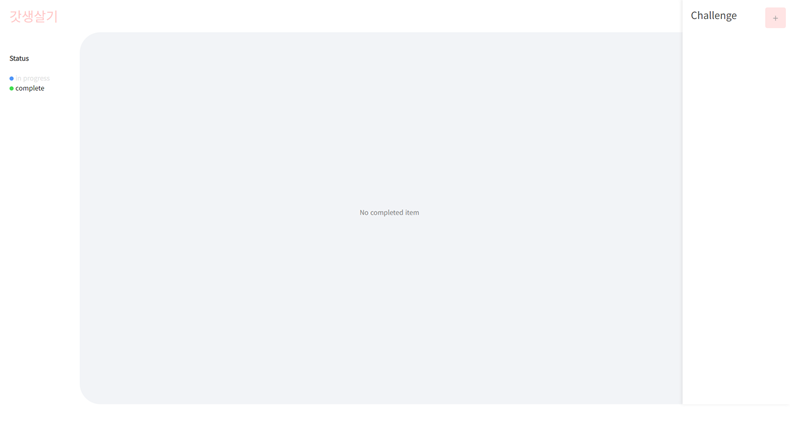 갓생살기
Status
In progress
complete
No completed item
Challenge
+